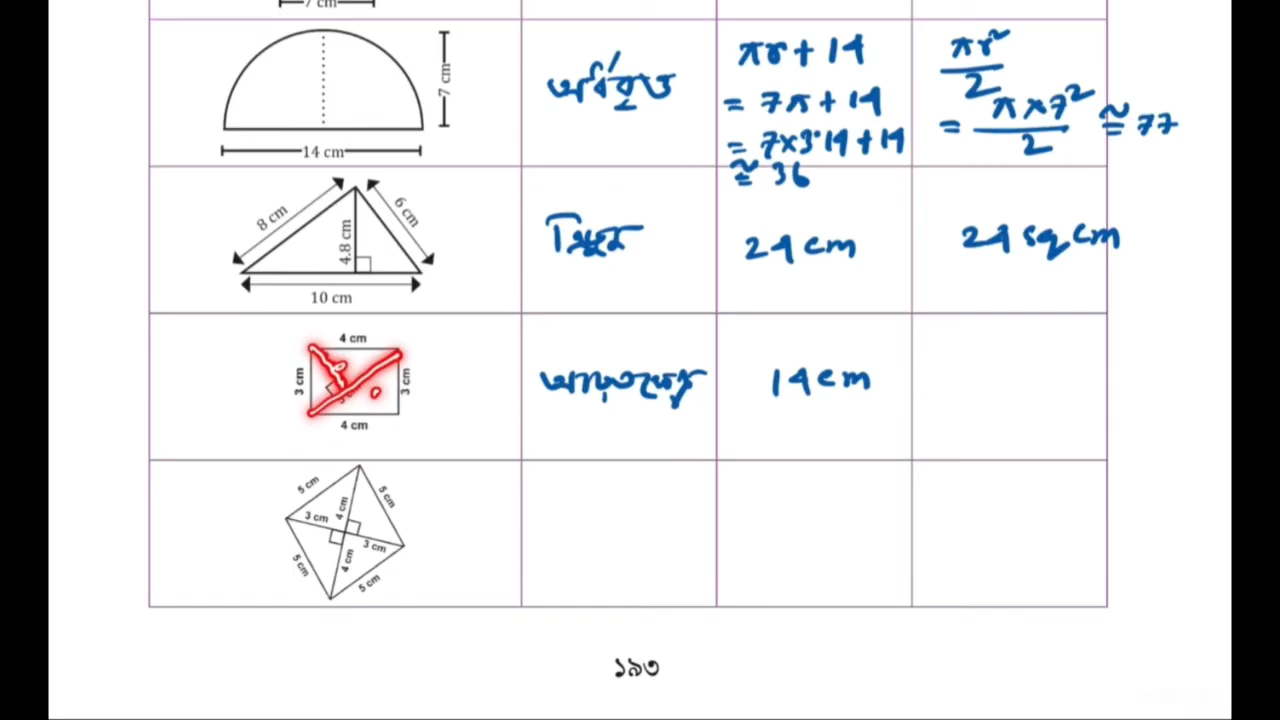 7 cm
7 cm
14 cm
অর্ধবৃত্ত
πr + 14
= 7π + 14
= 7×3·14 + 14
≅ 36
πr²/2
= π×7²/2 ≅ 77
8 cm
6 cm
4.8 cm
10 cm
ত্রিভুজ
24 cm
24 sq cm
4 cm
3 cm
3 cm
4 cm
14 cm
5 cm
5 cm
4 cm
3 cm
3 cm
4 cm
5 cm
5 cm
১৯৩